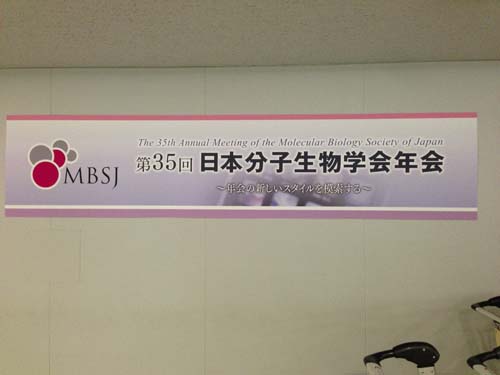 The 35th Annual Meeting of the Molecular Biology Society of Japan
MBSJ
第35回 日本分子生物学会年会
～年会の新しいスタイルを模索する～